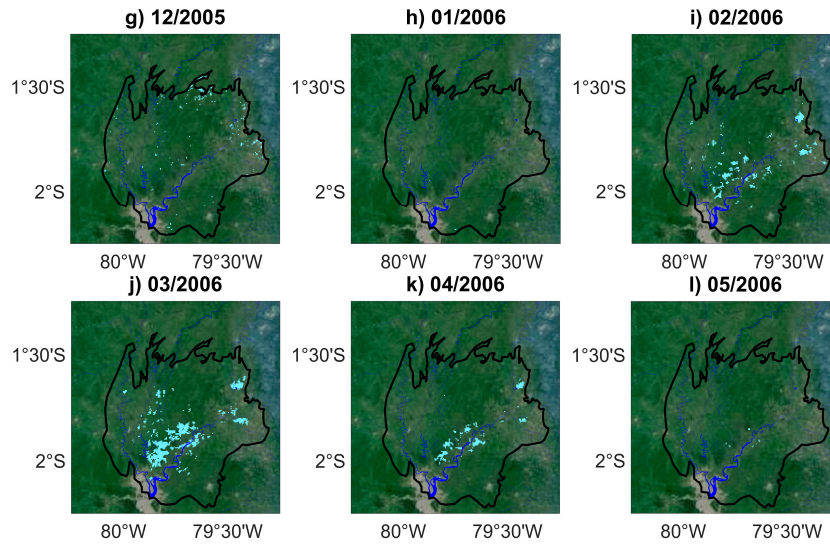 g) 12/2005 h) 01/2006 i) 02/2006
1°30'S 1°30'S 1°30'S
2°S 2°S 2°S
80°W 79°30'W 80°W 79°30'W 80°W 79°30'W
j) 03/2006 k) 04/2006 l) 05/2006
1°30'S 1°30'S 1°30'S
2°S 2°S 2°S
80°W 79°30'W 80°W 79°30'W 80°W 79°30'W